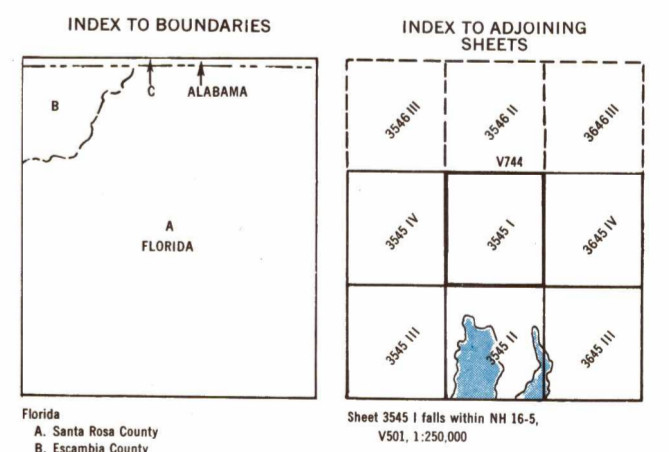 INDEX TO BOUNDARIES
B
C
ALABAMA
A
FLORIDA
Florida
A. Santa Rosa County
B. Escambia County
INDEX TO ADJOINING
SHEETS
3546 III
3546 II
3646 III
V744
3545 IV
3545 I
3645 IV
3545 III
3545 II
3645 III
Sheet 3545 I falls within NH 16-5,
V501, 1:250,000